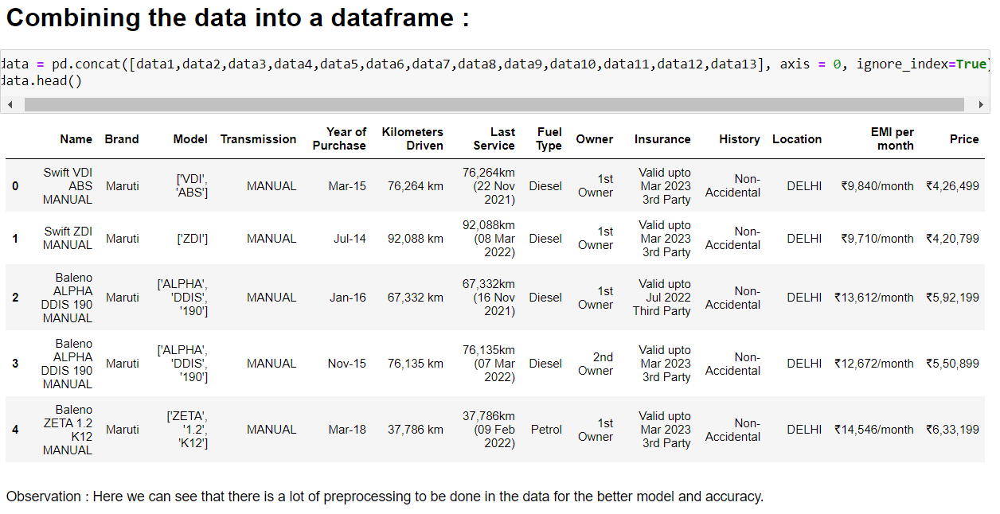 Combining the data into a dataframe :
data = pd.concat([data1,data2,data3,data4,data5,data6,data7,data8,data9,data10,data11,data12,data13], axis = 0, ignore_index=True)
data.head()
Name Brand Model Transmission Year of Purchase Kilometers Driven Last Service Fuel Type Owner Insurance History Location EMI per month Price
0 Swift VDI ABS MANUAL Maruti ['VDI', 'ABS'] MANUAL Mar-15 76,264 km 76,264km (22 Nov 2021) Diesel 1st Owner Valid upto Mar 2023 3rd Party Non-Accidental DELHI ₹9,840/month ₹4,26,499
1 Swift ZDI MANUAL Maruti ['ZDI'] MANUAL Jul-14 92,088 km 92,088km (08 Mar 2022) Diesel 1st Owner Valid upto Mar 2023 3rd Party Non-Accidental DELHI ₹9,710/month ₹4,20,799
2 Baleno ALPHA DDIS 190 MANUAL Maruti ['ALPHA', 'DDIS', '190'] MANUAL Jan-16 67,332 km 67,332km (16 Nov 2021) Diesel 1st Owner Valid upto Jul 2022 Third Party Non-Accidental DELHI ₹13,612/month ₹5,92,199
3 Baleno ALPHA DDIS 190 MANUAL Maruti ['ALPHA', 'DDIS', '190'] MANUAL Nov-15 76,135 km 76,135km (07 Mar 2022) Diesel 2nd Owner Valid upto Mar 2023 3rd Party Non-Accidental DELHI ₹12,672/month ₹5,50,899
4 Baleno ZETA 1.2 K12 MANUAL Maruti ['ZETA', '1.2', 'K12'] MANUAL Mar-18 37,786 km 37,786km (09 Feb 2022) Petrol 1st Owner Valid upto Mar 2023 3rd Party Non-Accidental DELHI ₹14,546/month ₹6,33,199
Observation : Here we can see that there is a lot of preprocessing to be done in the data for the better model and accuracy.